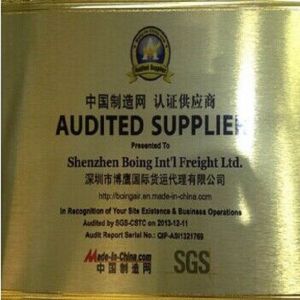 Audited Supplier
中国制造网 认证供应商
AUDITED SUPPLIER
Presented To
Shenzhen Boing Int'l Freight Ltd.
深圳市博鹰国际货运代理有限公司
http://boingair.en.made-in-china.com/
In Recognition of Your Site Existence & Business Operations
Audited by SGS-CSTC on 2013-12-11
Audit Report Serial No.: QIP-ASI1321769
Made-in-China.com
中国制造网
SGS